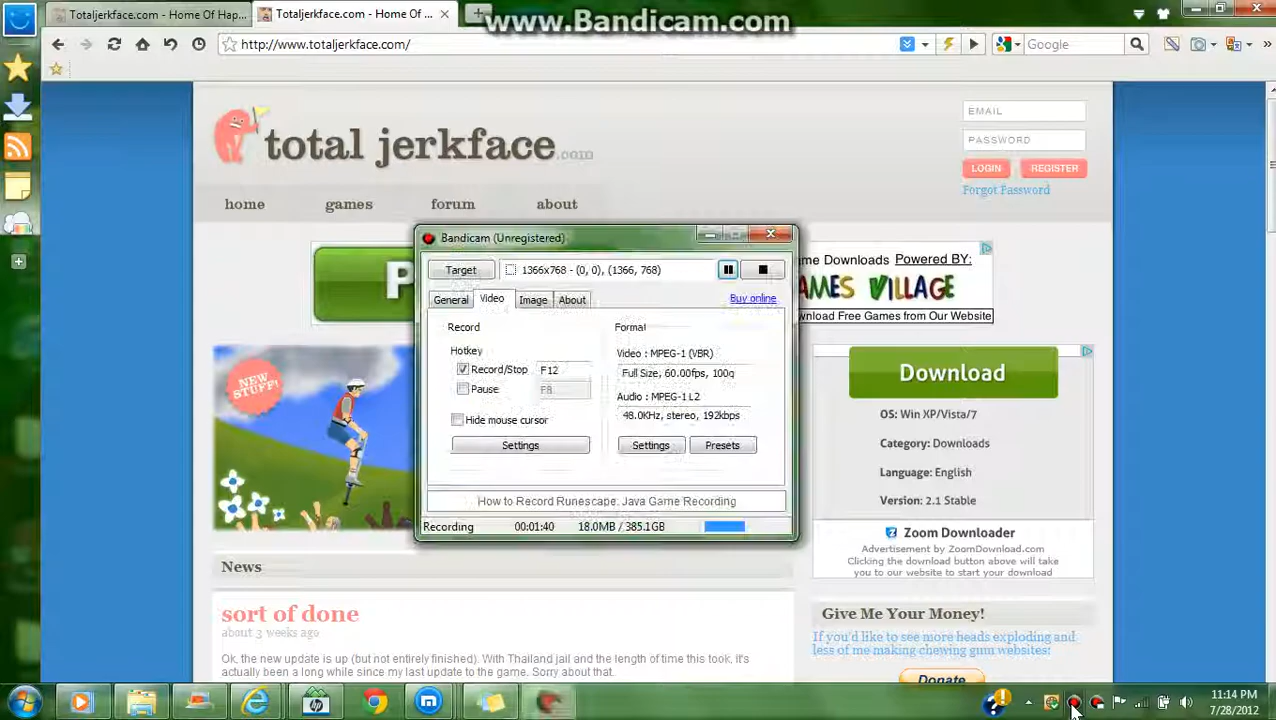 Totaljerkface.com - Home Of Hap...
Totaljerkface.com - Home Of ...
www.Bandicam.com
http://www.totaljerkface.com/
Google
total jerkface.com
EMAIL
PASSWORD
LOGIN REGISTER
Forgot Password
home games forum about
Bandicam (Unregistered)
Target 1366x768 - (0, 0), (1366, 768)
General Video Image About Buy online
Record Format
Hotkey
Video : MPEG-1 (VBR)
Record/Stop F12
Full Size, 60.00fps, 100q
Pause F8
Audio : MPEG-1 L2
48.0KHz, stereo, 192kbps
Hide mouse cursor
Settings Settings Presets
How to Record Runescape, Java Game Recording
Recording 00:01:40 18.0MB / 385.1GB
P
me Downloads Powered BY:
AMES VILLAGE
wnload Free Games from Our Website
NEW STUFF!
Download
OS: Win XP/Vista/7
Category: Downloads
Language: English
Version: 2.1 Stable
Zoom Downloader
Advertisement by ZoomDownload.com
Clicking the download button above will take
you to our website to start your download
News
sort of done
about 3 weeks ago
Ok, the new update is up (but not entirely finished). With Thailand jail and the length of time this took, it's
actually been a long while since my last update to the game. Sorry about that.
Give Me Your Money!
If you'd like to see more heads exploding and
less of me making chewing gum websites:
Donate
11:14 PM
7/28/2012